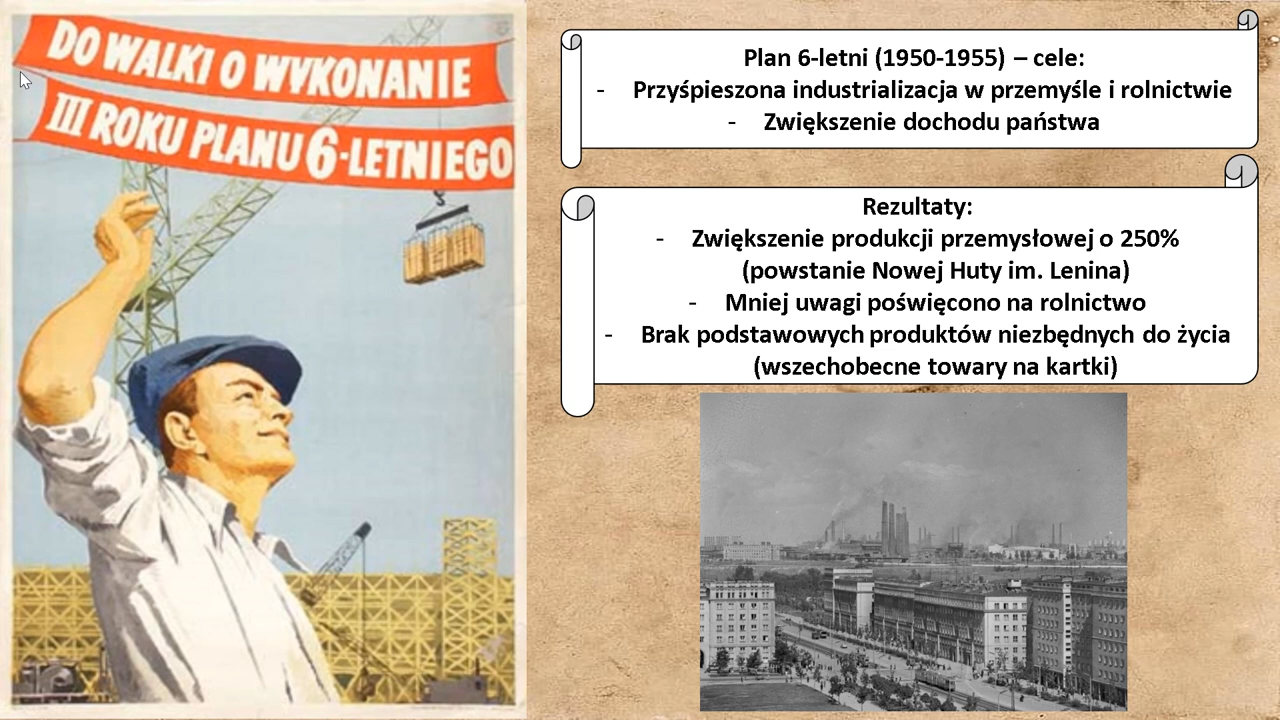 DO WALKI O WYKONANIE
III ROKU PLANU 6-LETNIEGO
Plan 6-letni (1950-1955) – cele:
- Przyśpieszona industrializacja w przemyśle i rolnictwie
- Zwiększenie dochodu państwa
Rezultaty:
- Zwiększenie produkcji przemysłowej o 250%
(powstanie Nowej Huty im. Lenina)
- Mniej uwagi poświęcono na rolnictwo
- Brak podstawowych produktów niezbędnych do życia
(wszechobecne towary na kartki)